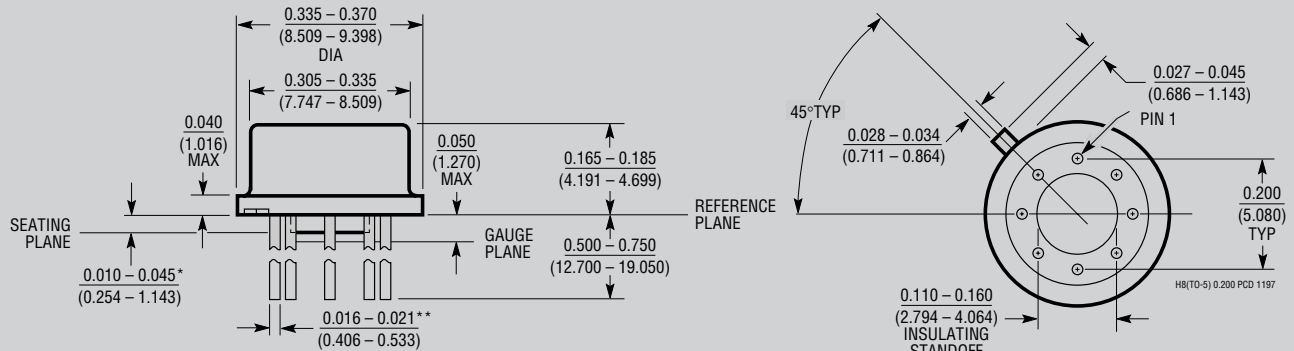 0.335 – 0.370
(8.509 – 9.398)
DIA
0.305 – 0.335
(7.747 – 8.509)
0.040
(1.016)
MAX
0.050
(1.270)
MAX
0.165 – 0.185
(4.191 – 4.699)
SEATING
PLANE
GAUGE
PLANE
REFERENCE
PLANE
0.010 – 0.045*
(0.254 – 1.143)
0.500 – 0.750
(12.700 – 19.050)
0.016 – 0.021**
(0.406 – 0.533)
45°TYP
0.028 – 0.034
(0.711 – 0.864)
0.027 – 0.045
(0.686 – 1.143)
PIN 1
0.200
(5.080)
TYP
H8(TO-5) 0.200 PCD 1197
0.110 – 0.160
(2.794 – 4.064)
INSULATING
STANDOFF